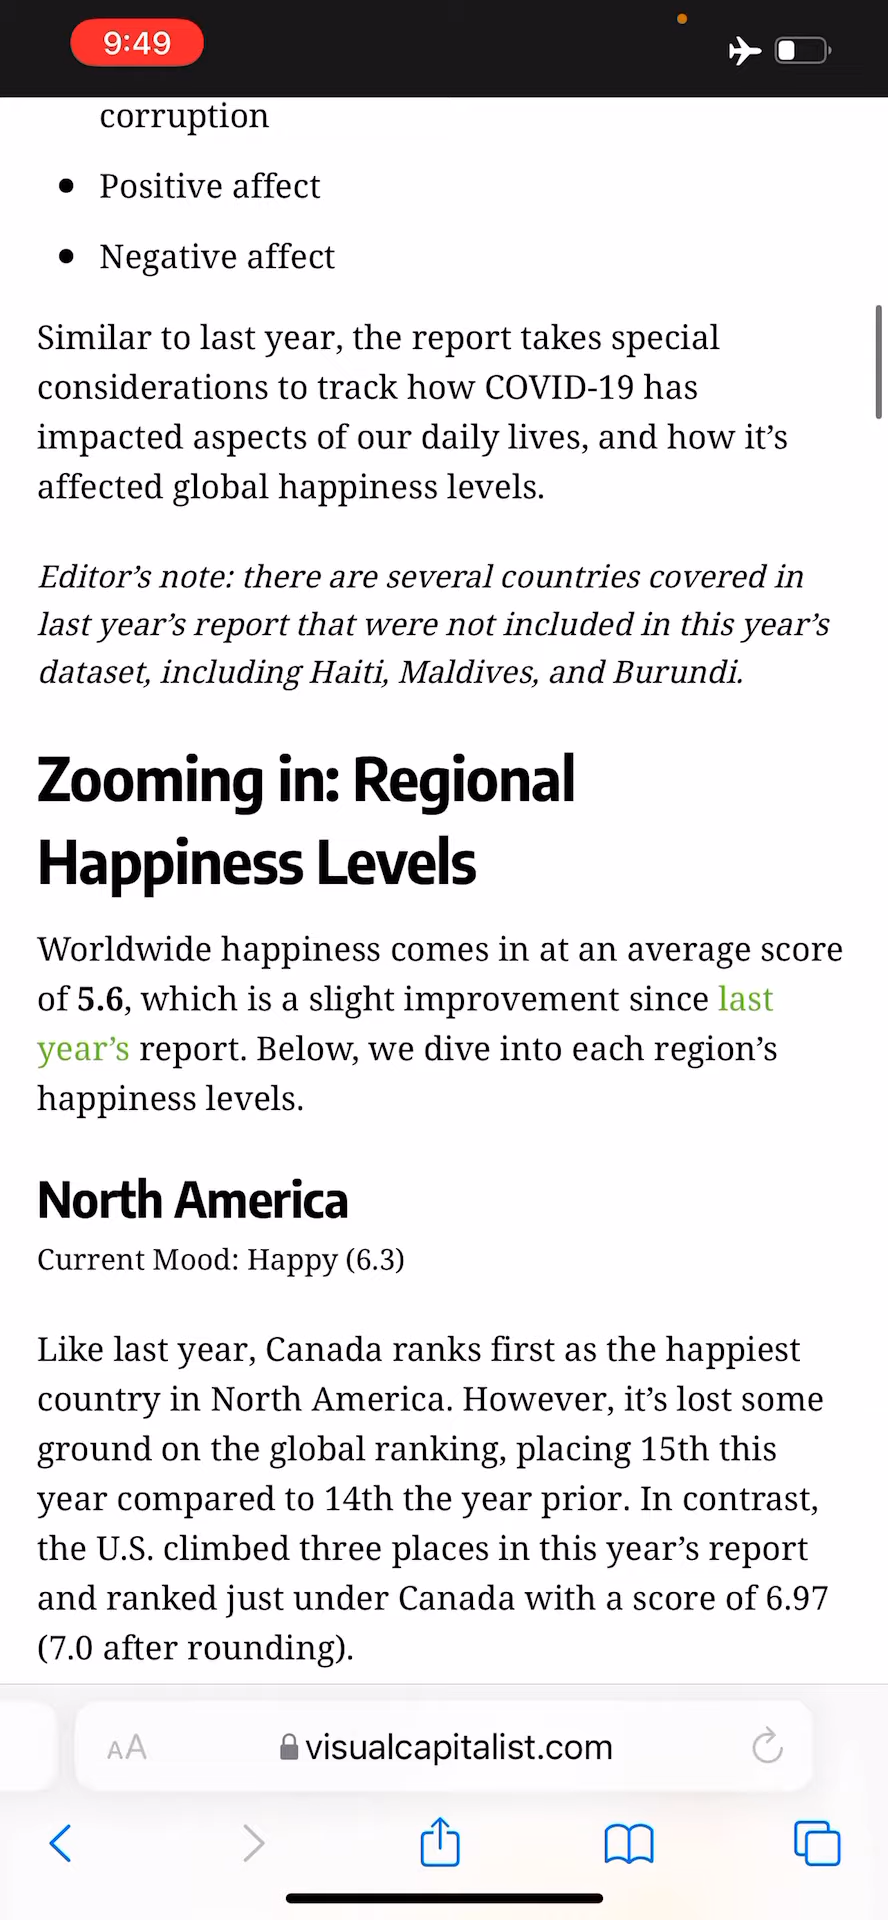 9:49
corruption
• Positive affect
• Negative affect
Similar to last year, the report takes special
considerations to track how COVID-19 has
impacted aspects of our daily lives, and how it’s
affected global happiness levels.
Editor’s note: there are several countries covered in
last year’s report that were not included in this year’s
dataset, including Haiti, Maldives, and Burundi.
Zooming in: Regional
Happiness Levels
Worldwide happiness comes in at an average score
of 5.6, which is a slight improvement since last
year’s report. Below, we dive into each region’s
happiness levels.
North America
Current Mood: Happy (6.3)
Like last year, Canada ranks first as the happiest
country in North America. However, it’s lost some
ground on the global ranking, placing 15th this
year compared to 14th the year prior. In contrast,
the U.S. climbed three places in this year’s report
and ranked just under Canada with a score of 6.97
(7.0 after rounding).
AA visualcapitalist.com